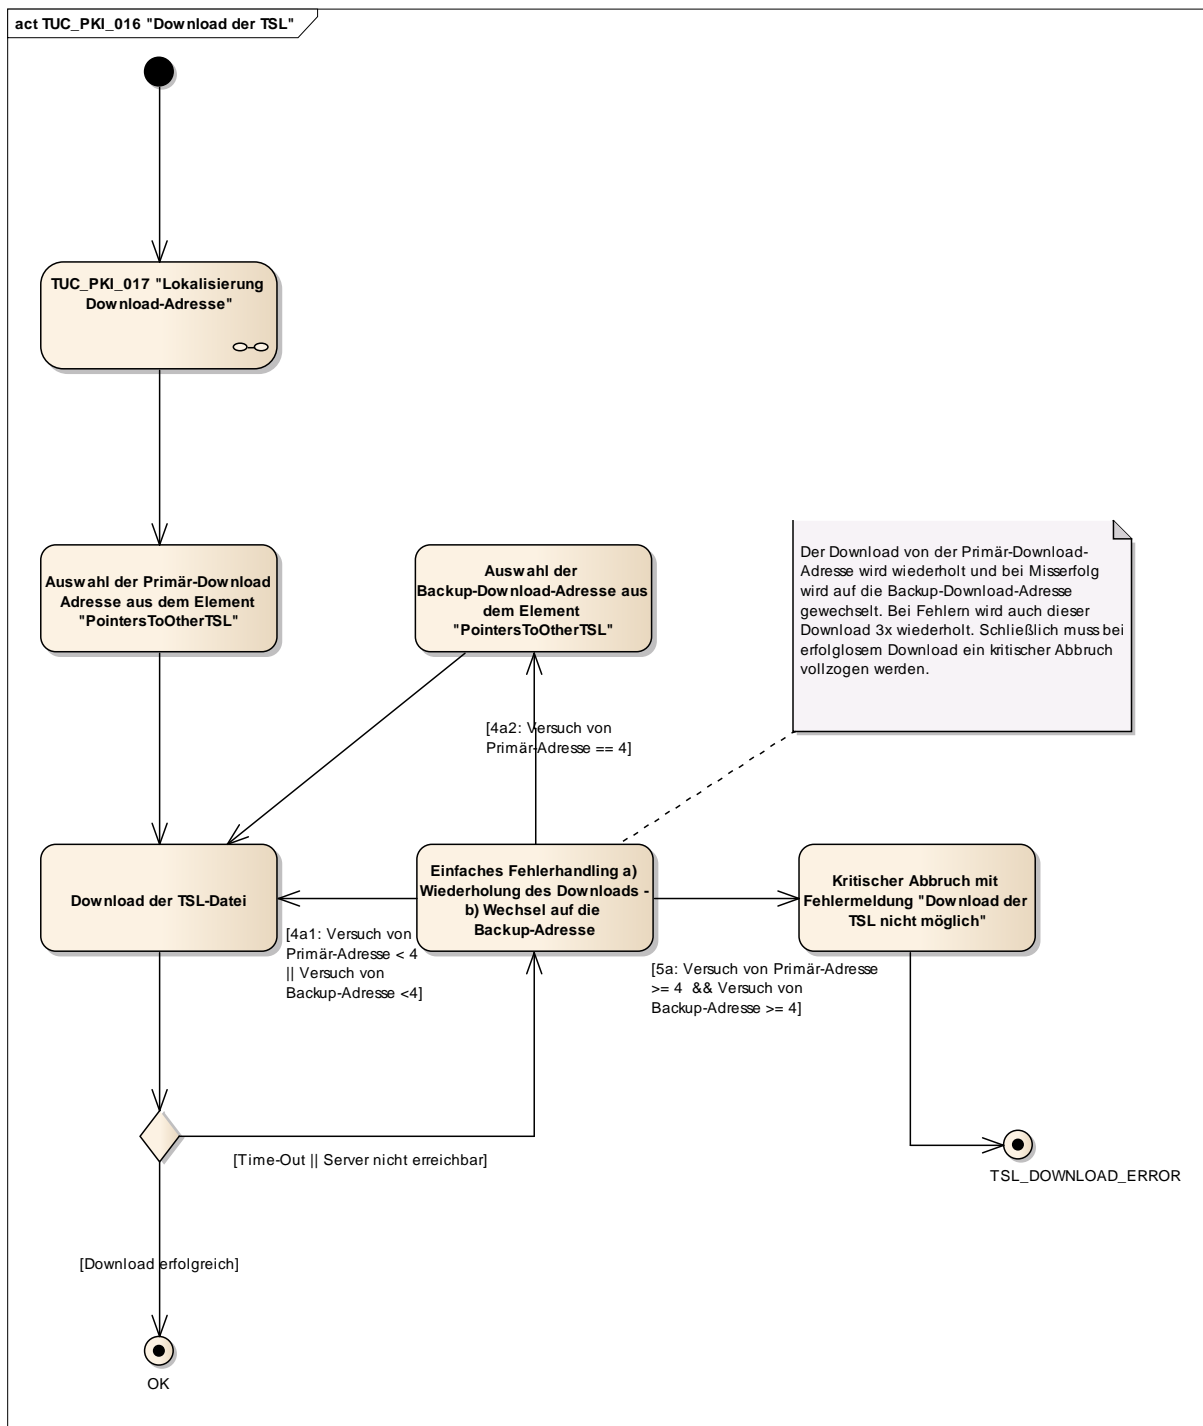 act TUC_PKI_016 "Download der TSL"
TUC_PKI_017 "Lokalisierung
Download-Adresse"
Auswahl der Primär-Download
Adresse aus dem Element
"PointersToOtherTSL"
Auswahl der
Backup-Download-Adresse aus
dem Element
"PointersToOtherTSL"
Der Download von der Primär-Download-
Adresse wird wiederholt und bei Misserfolg
wird auf die Backup-Download-Adresse
gewechselt. Bei Fehlern wird auch dieser
Download 3x wiederholt. Schließlich muss bei
erfolglosem Download ein kritischer Abbruch
vollzogen werden.
[4a2: Versuch von
Primär-Adresse == 4]
Download der TSL-Datei
Einfaches Fehlerhandling a)
Wiederholung des Downloads -
b) Wechsel auf die
Backup-Adresse
Kritischer Abbruch mit
Fehlermeldung "Download der
TSL nicht möglich"
[4a1: Versuch von
Primär-Adresse < 4
|| Versuch von
Backup-Adresse <4]
[5a: Versuch von Primär-Adresse
>= 4 && Versuch von
Backup-Adresse >= 4]
[Time-Out || Server nicht erreichbar]
TSL_DOWNLOAD_ERROR
[Download erfolgreich]
OK